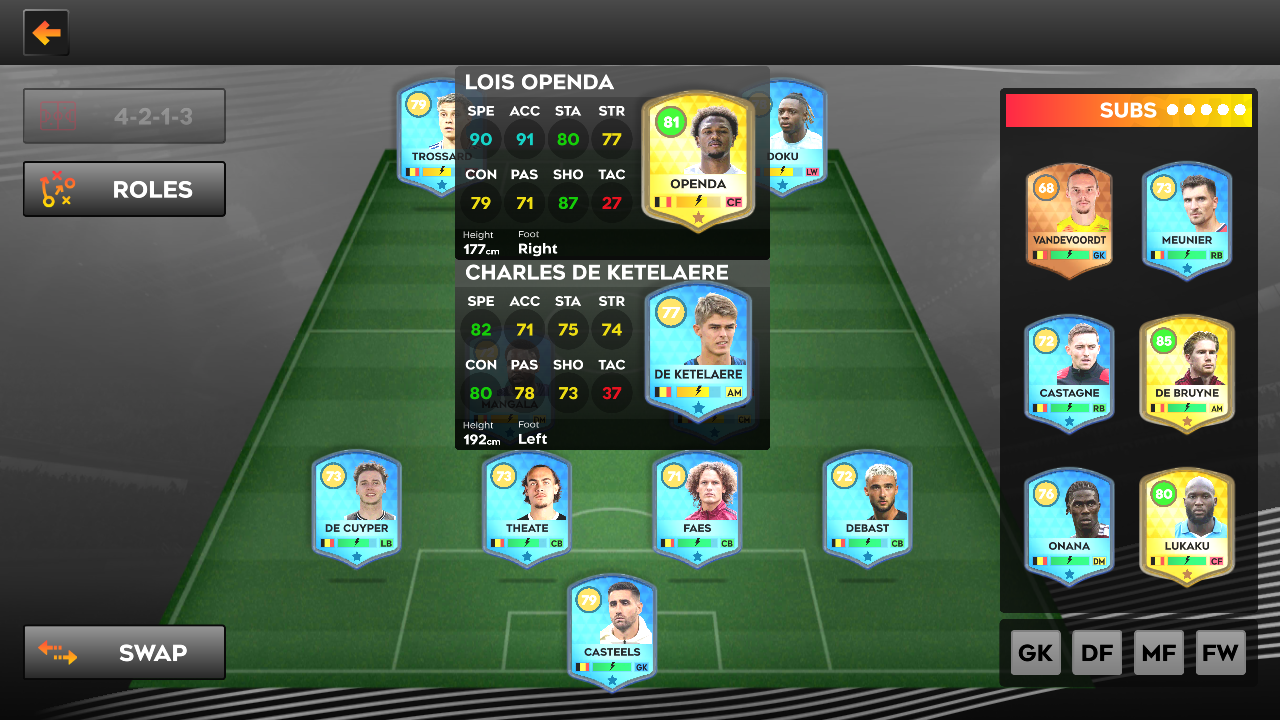 4-2-1-3
ROLES
SWAP
79
TROSSARD
DOKU
LW
LOIS OPENDA
SPE ACC STA STR
90 91 80 77
CON PAS SHO TAC
79 71 87 27
Height Foot
177cm Right
81
OPENDA
CF
CHARLES DE KETELAERE
SPE ACC STA STR
82 71 75 74
CON PAS SHO TAC
80 78 73 37
Height Foot
192cm Left
77
DE KETELAERE
AM
MANGALA
DM
CM
73
DE CUYPER
LB
73
THEATE
CB
71
FAES
CB
72
DEBAST
CB
79
CASTEELS
GK
SUBS
68
VANDEVOORDT
GK
73
MEUNIER
RB
72
CASTAGNE
RB
85
DE BRUYNE
AM
76
ONANA
DM
80
LUKAKU
CF
GK DF MF FW